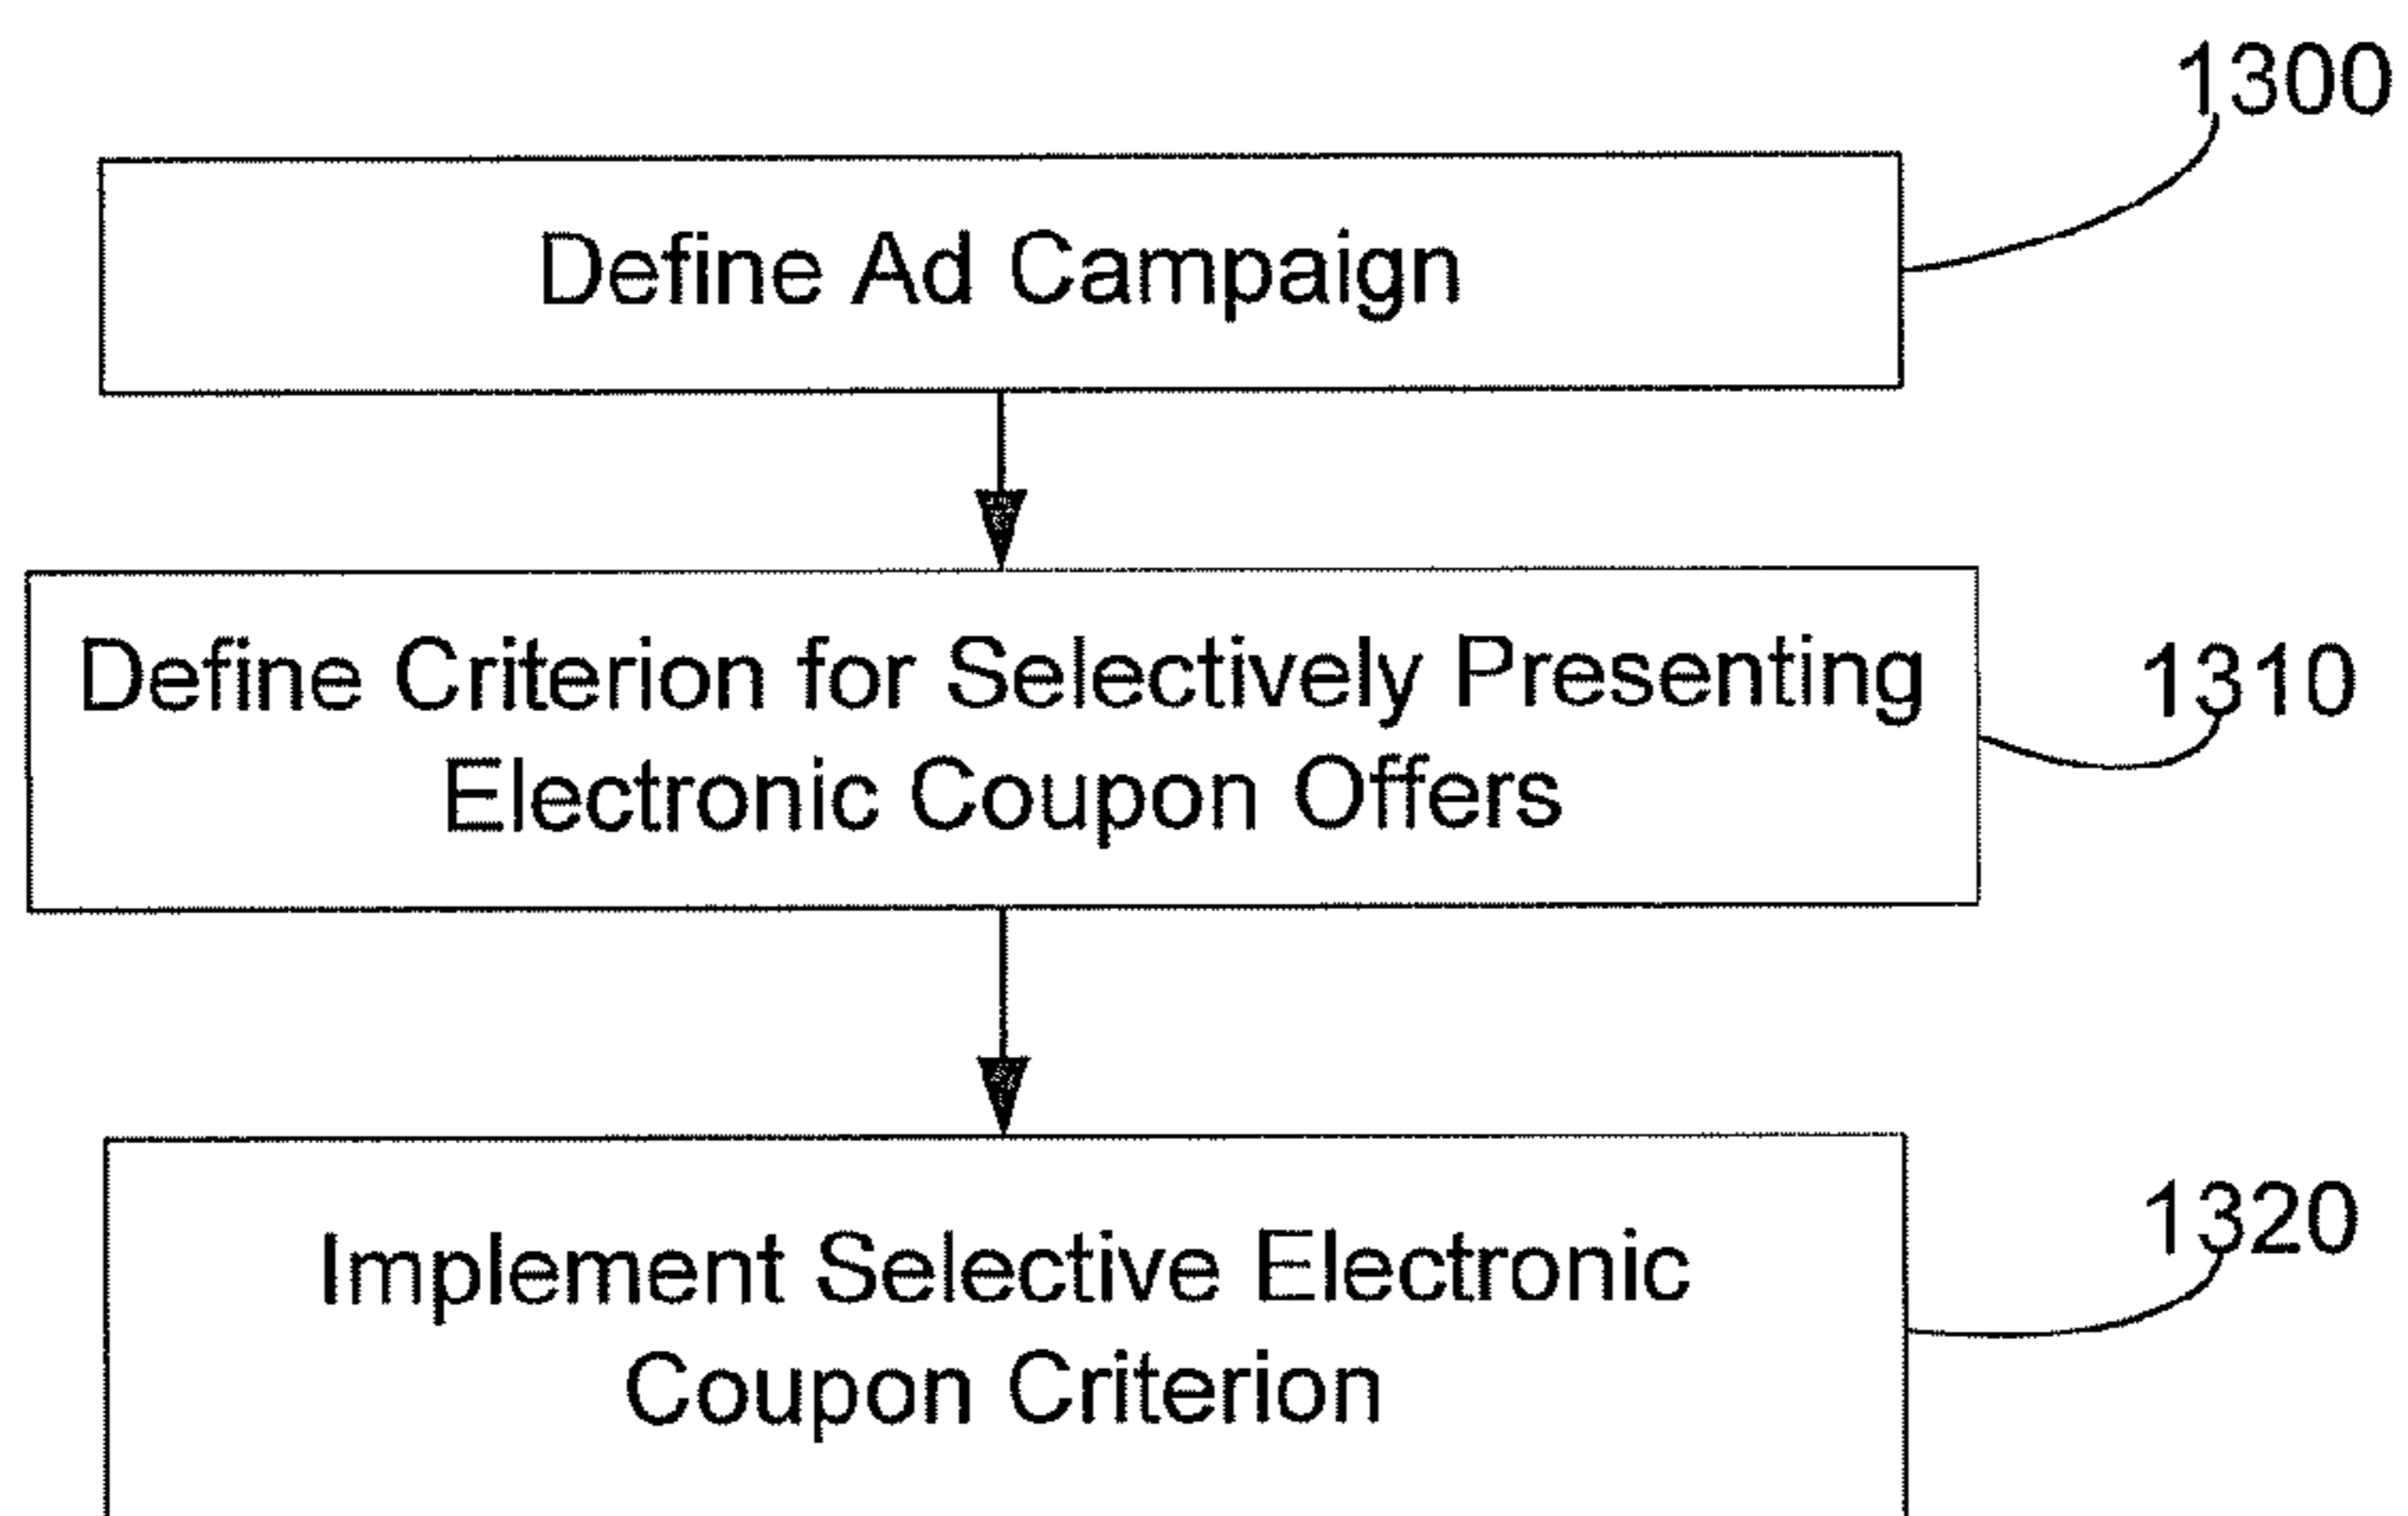 1300
Define Ad Campaign
Define Criterion for Selectively Presenting
Electronic Coupon Offers
1310
Implement Selective Electronic
Coupon Criterion
1320